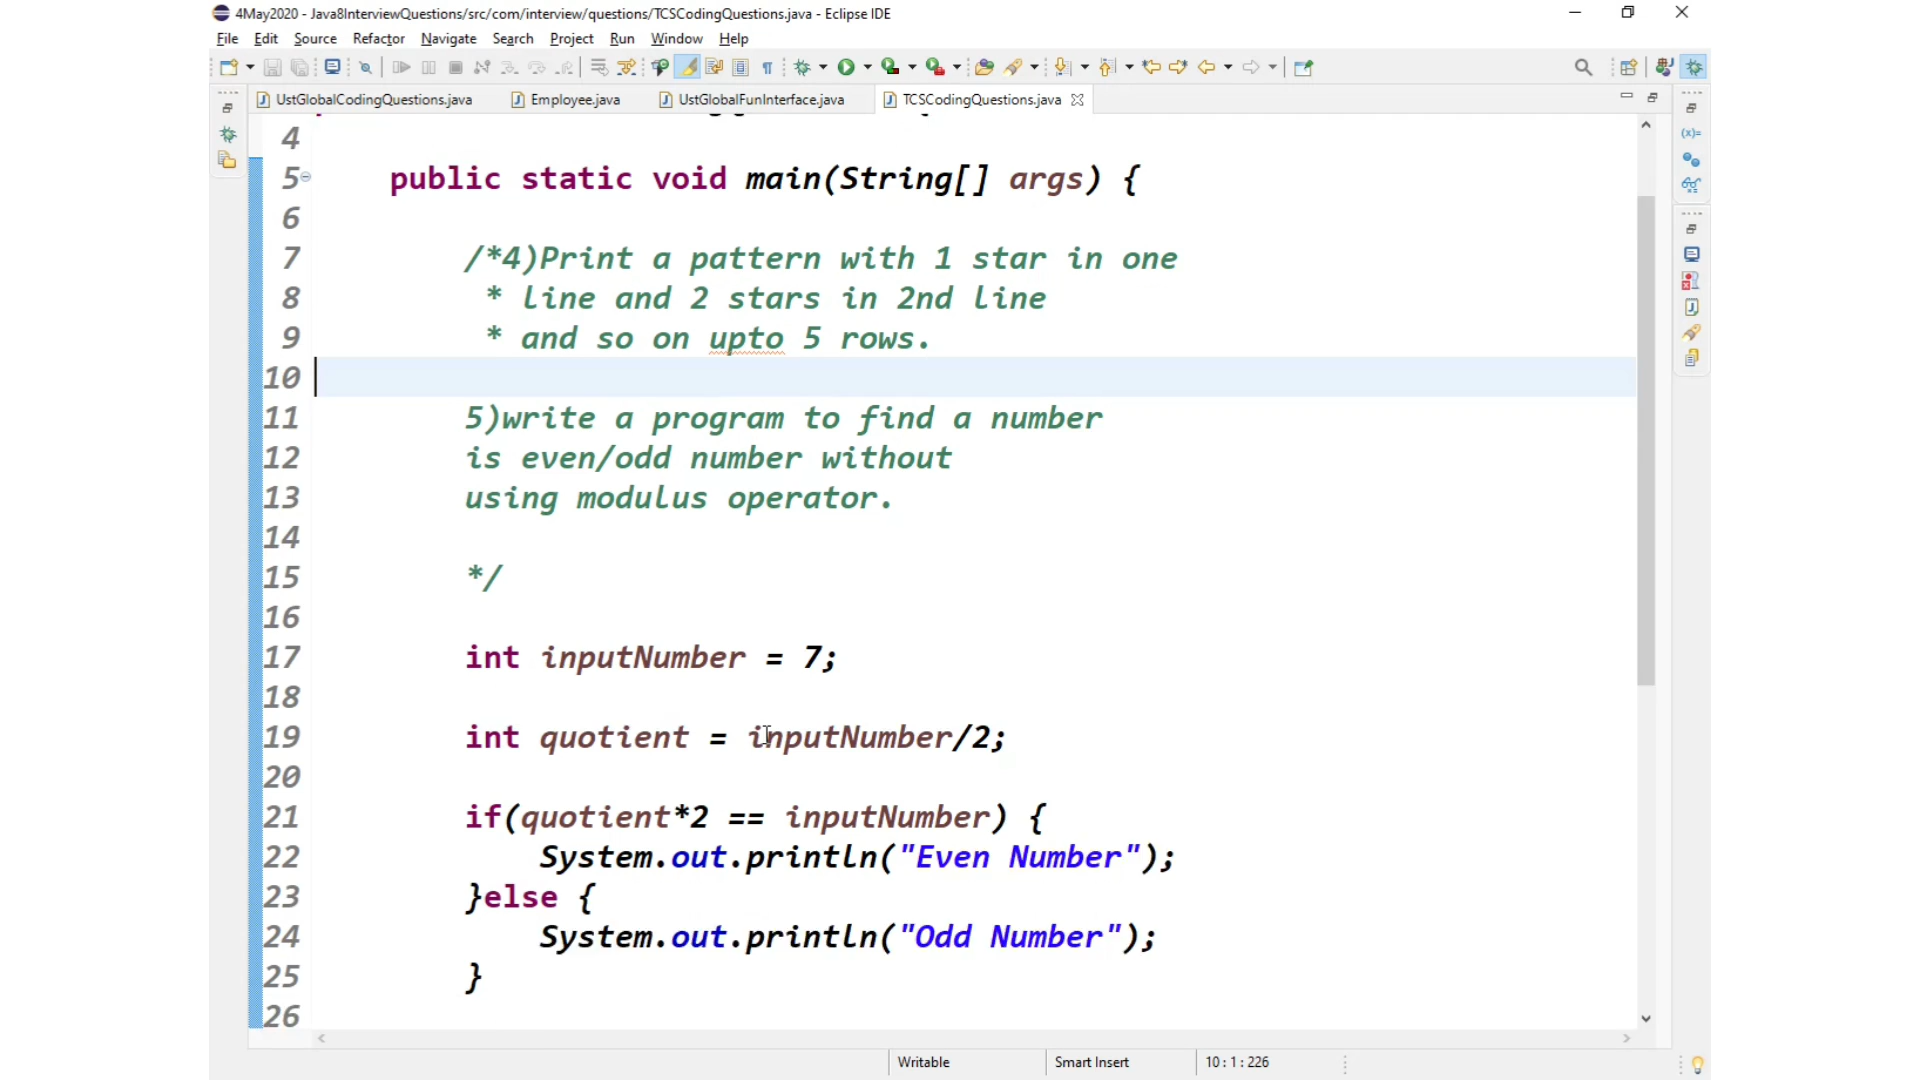 4May2020 - Java8InterviewQuestions/src/com/interview/questions/TCSCodingQuestions.java - Eclipse IDE
File Edit Source Refactor Navigate Search Project Run Window Help
UstGlobalCodingQuestions.java Employee.java UstGlobalFunInterface.java TCSCodingQuestions.java
4
5 public static void main(String[] args) {
6
7 /*4)Print a pattern with 1 star in one
8 * line and 2 stars in 2nd line
9 * and so on upto 5 rows.
10
11 5)write a program to find a number
12 is even/odd number without
13 using modulus operator.
14
15 */
16
17 int inputNumber = 7;
18
19 int quotient = inputNumber/2;
20
21 if(quotient*2 == inputNumber) {
22 System.out.println("Even Number");
23 }else {
24 System.out.println("Odd Number");
25 }
26
Writable Smart Insert 10 : 1 : 226